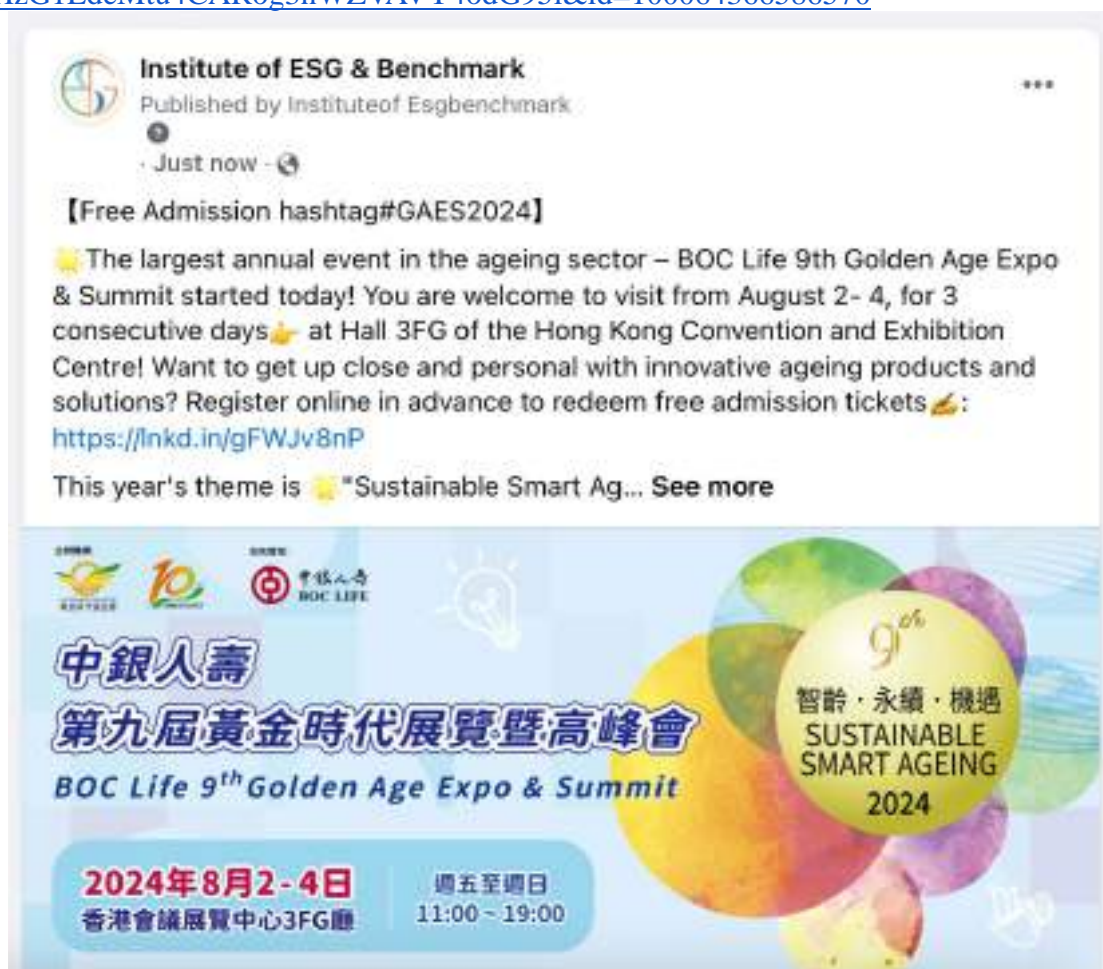 Institute of ESG & Benchmark
Published by Instituteof Esgbenchmark
· Just now ·
【Free Admission hashtag#GAES2024】
The largest annual event in the ageing sector – BOC Life 9th Golden Age Expo
& Summit started today! You are welcome to visit from August 2- 4, for 3
consecutive days at Hall 3FG of the Hong Kong Convention and Exhibition
Centre! Want to get up close and personal with innovative ageing products and
solutions? Register online in advance to redeem free admission tickets :
https://lnkd.in/gFWJv8nP
This year's theme is "Sustainable Smart Ag... See more
10
中銀人壽
BOC LIFE
中銀人壽
第九屆黃金時代展覽暨高峰會
BOC Life 9th Golden Age Expo & Summit
9th
智齡·永續·機遇
SUSTAINABLE
SMART AGEING
2024
2024年8月2-4日
香港會議展覽中心3FG廳
週五至週日
11:00 ~ 19:00